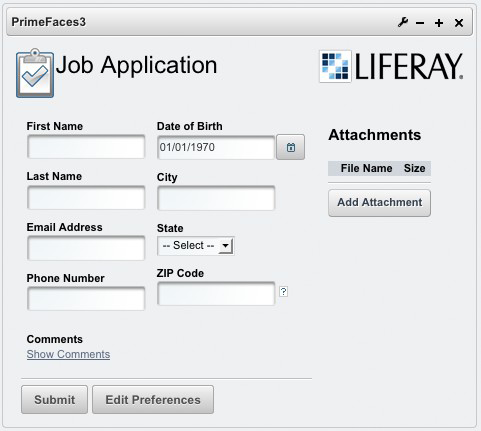 PrimeFaces3
Job Application
LIFERAY.
First Name
Date of Birth
01/01/1970
Last Name
City
Email Address
State
-- Select --
Phone Number
ZIP Code
?
Comments
Show Comments
Submit
Edit Preferences
Attachments
File Name Size
Add Attachment